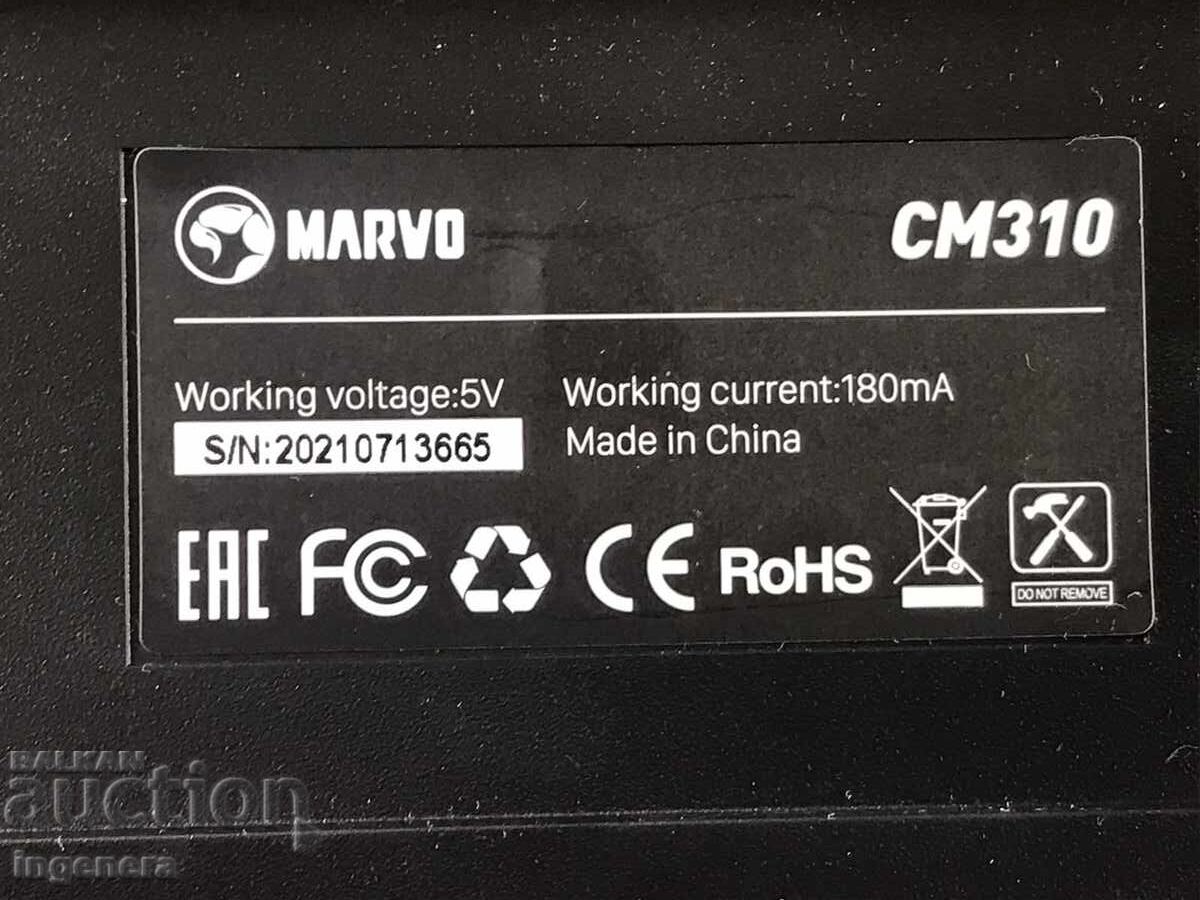 MARVO
CM310
Working voltage:5V
Working current:180mA
S/N:20210713665
Made in China
EAC FC CE RoHS
DO NOT REMOVE
BALKAN
auction
ingenera